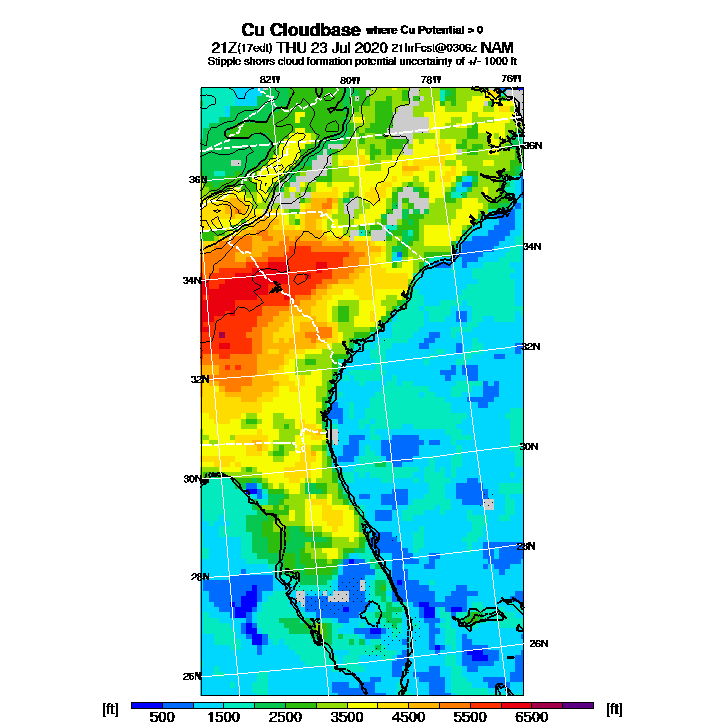 Cu Cloudbase where Cu Potential > 0
21Z(17edt) THU 23 Jul 2020 21hrFcst@0306z NAM
Stipple shows cloud formation potential uncertainty of +/- 1000 ft
82W 80W 78W 76W
36N
36N
34N
34N
32N
32N
30N
30N
28N
28N
26N
26N
[ft] [ft]
500 1500 2500 3500 4500 5500 6500